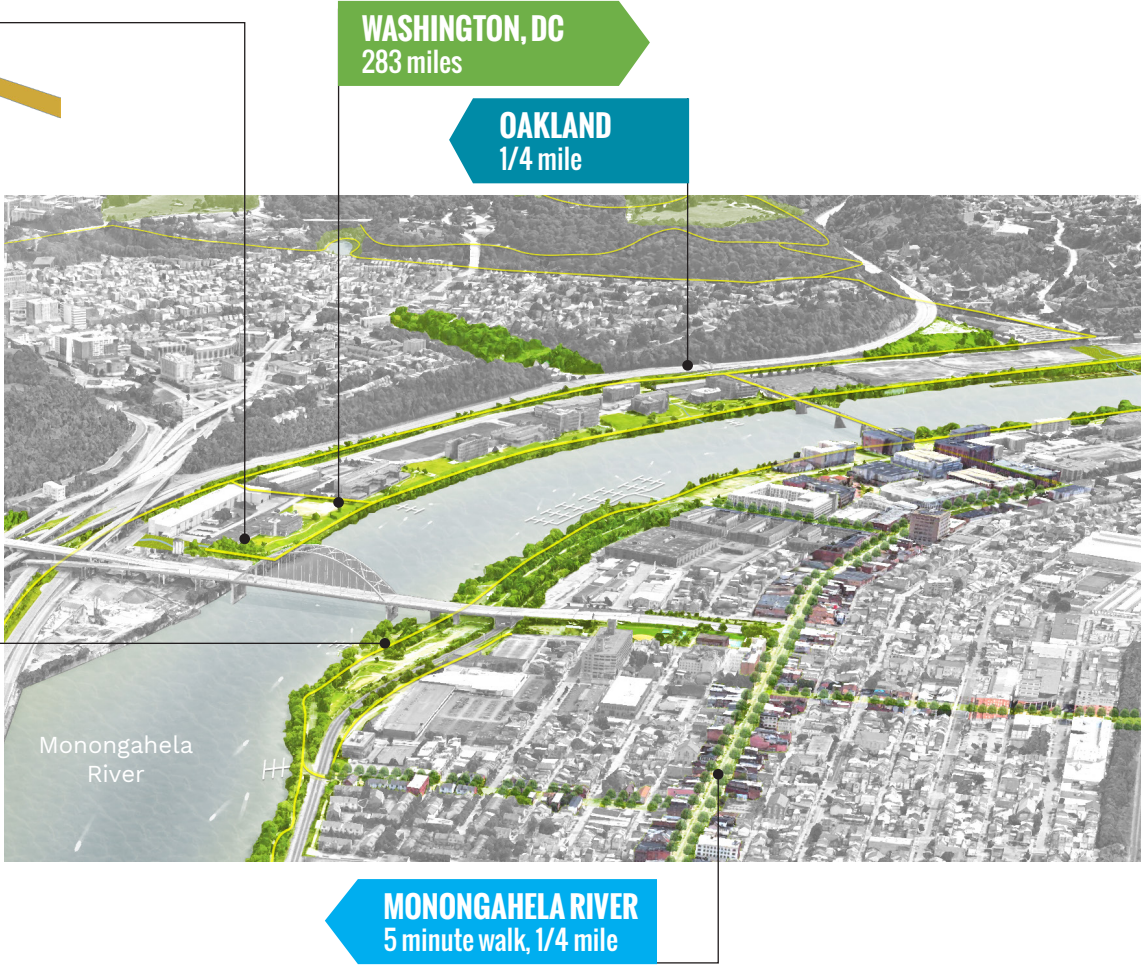 WASHINGTON, DC
283 miles
OAKLAND
1/4 mile
Monongahela
River
MONONGAHELA RIVER
5 minute walk, 1/4 mile